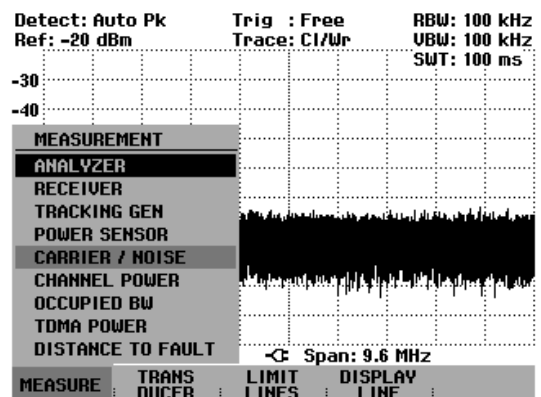 Detect: Auto Pk Trig : Free RBW: 100 kHz
Ref: -20 dBm Trace: Cl/Wr VBW: 100 kHz
SWT: 100 ms
-30
-40
MEASUREMENT
ANALYZER
RECEIVER
TRACKING GEN
POWER SENSOR
CARRIER / NOISE
CHANNEL POWER
OCCUPIED BW
TDMA POWER
DISTANCE TO FAULT
Span: 9.6 MHz
MEASURE TRANS LIMIT DISPLAY
DUCER LINES LINE